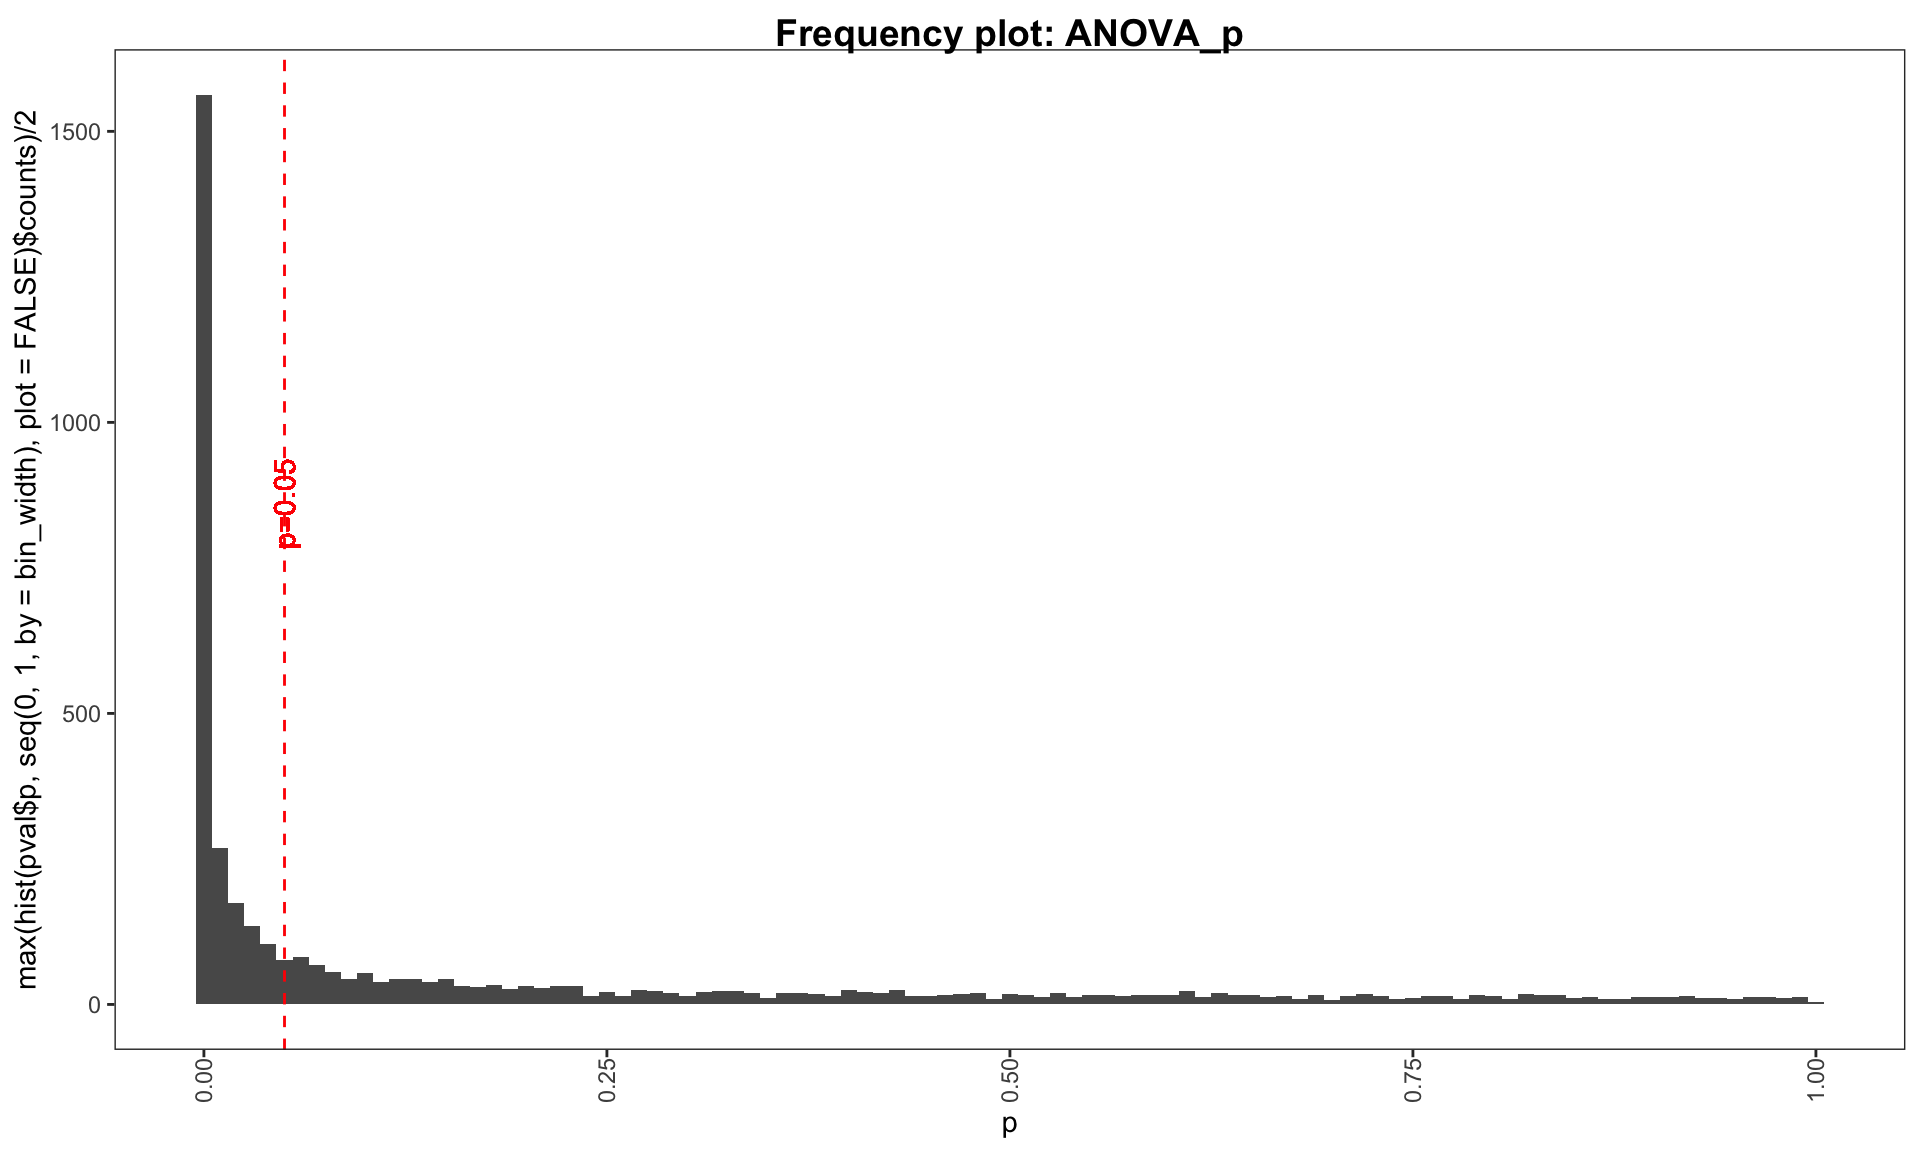 Frequency plot: ANOVA_p
max(hist(pval$p, seq(0, 1, by = bin_width), plot = FALSE)$counts)/2
1500
1000
500
0
p=0.05
0.00
0.25
0.50
0.75
1.00
p